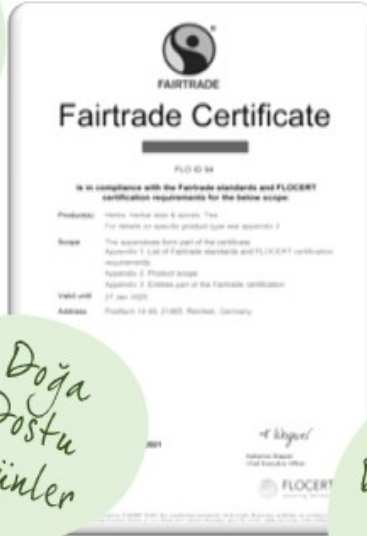 FAIRTRADE
Fairtrade Certificate
FLO ID 94
is in compliance with the Fairtrade standards and FLOCERT
certification requirements for the below scope:
Product(s) Herbs, herbal teas & spices, Tea
For details on specific product type see appendix 2
Scope The appendices form part of the certificate
Appendix 1: List of Fairtrade standards and FLOCERT certification
requirements
Appendix 2: Product scope
Appendix 3: Entities part of the Fairtrade certification
Valid until 27 Jan 2025
Address Postfach 14 65, 21465, Reinbek, Germany
Doğa
Dostu
2021
Chief Executive Officer
FLOCERT